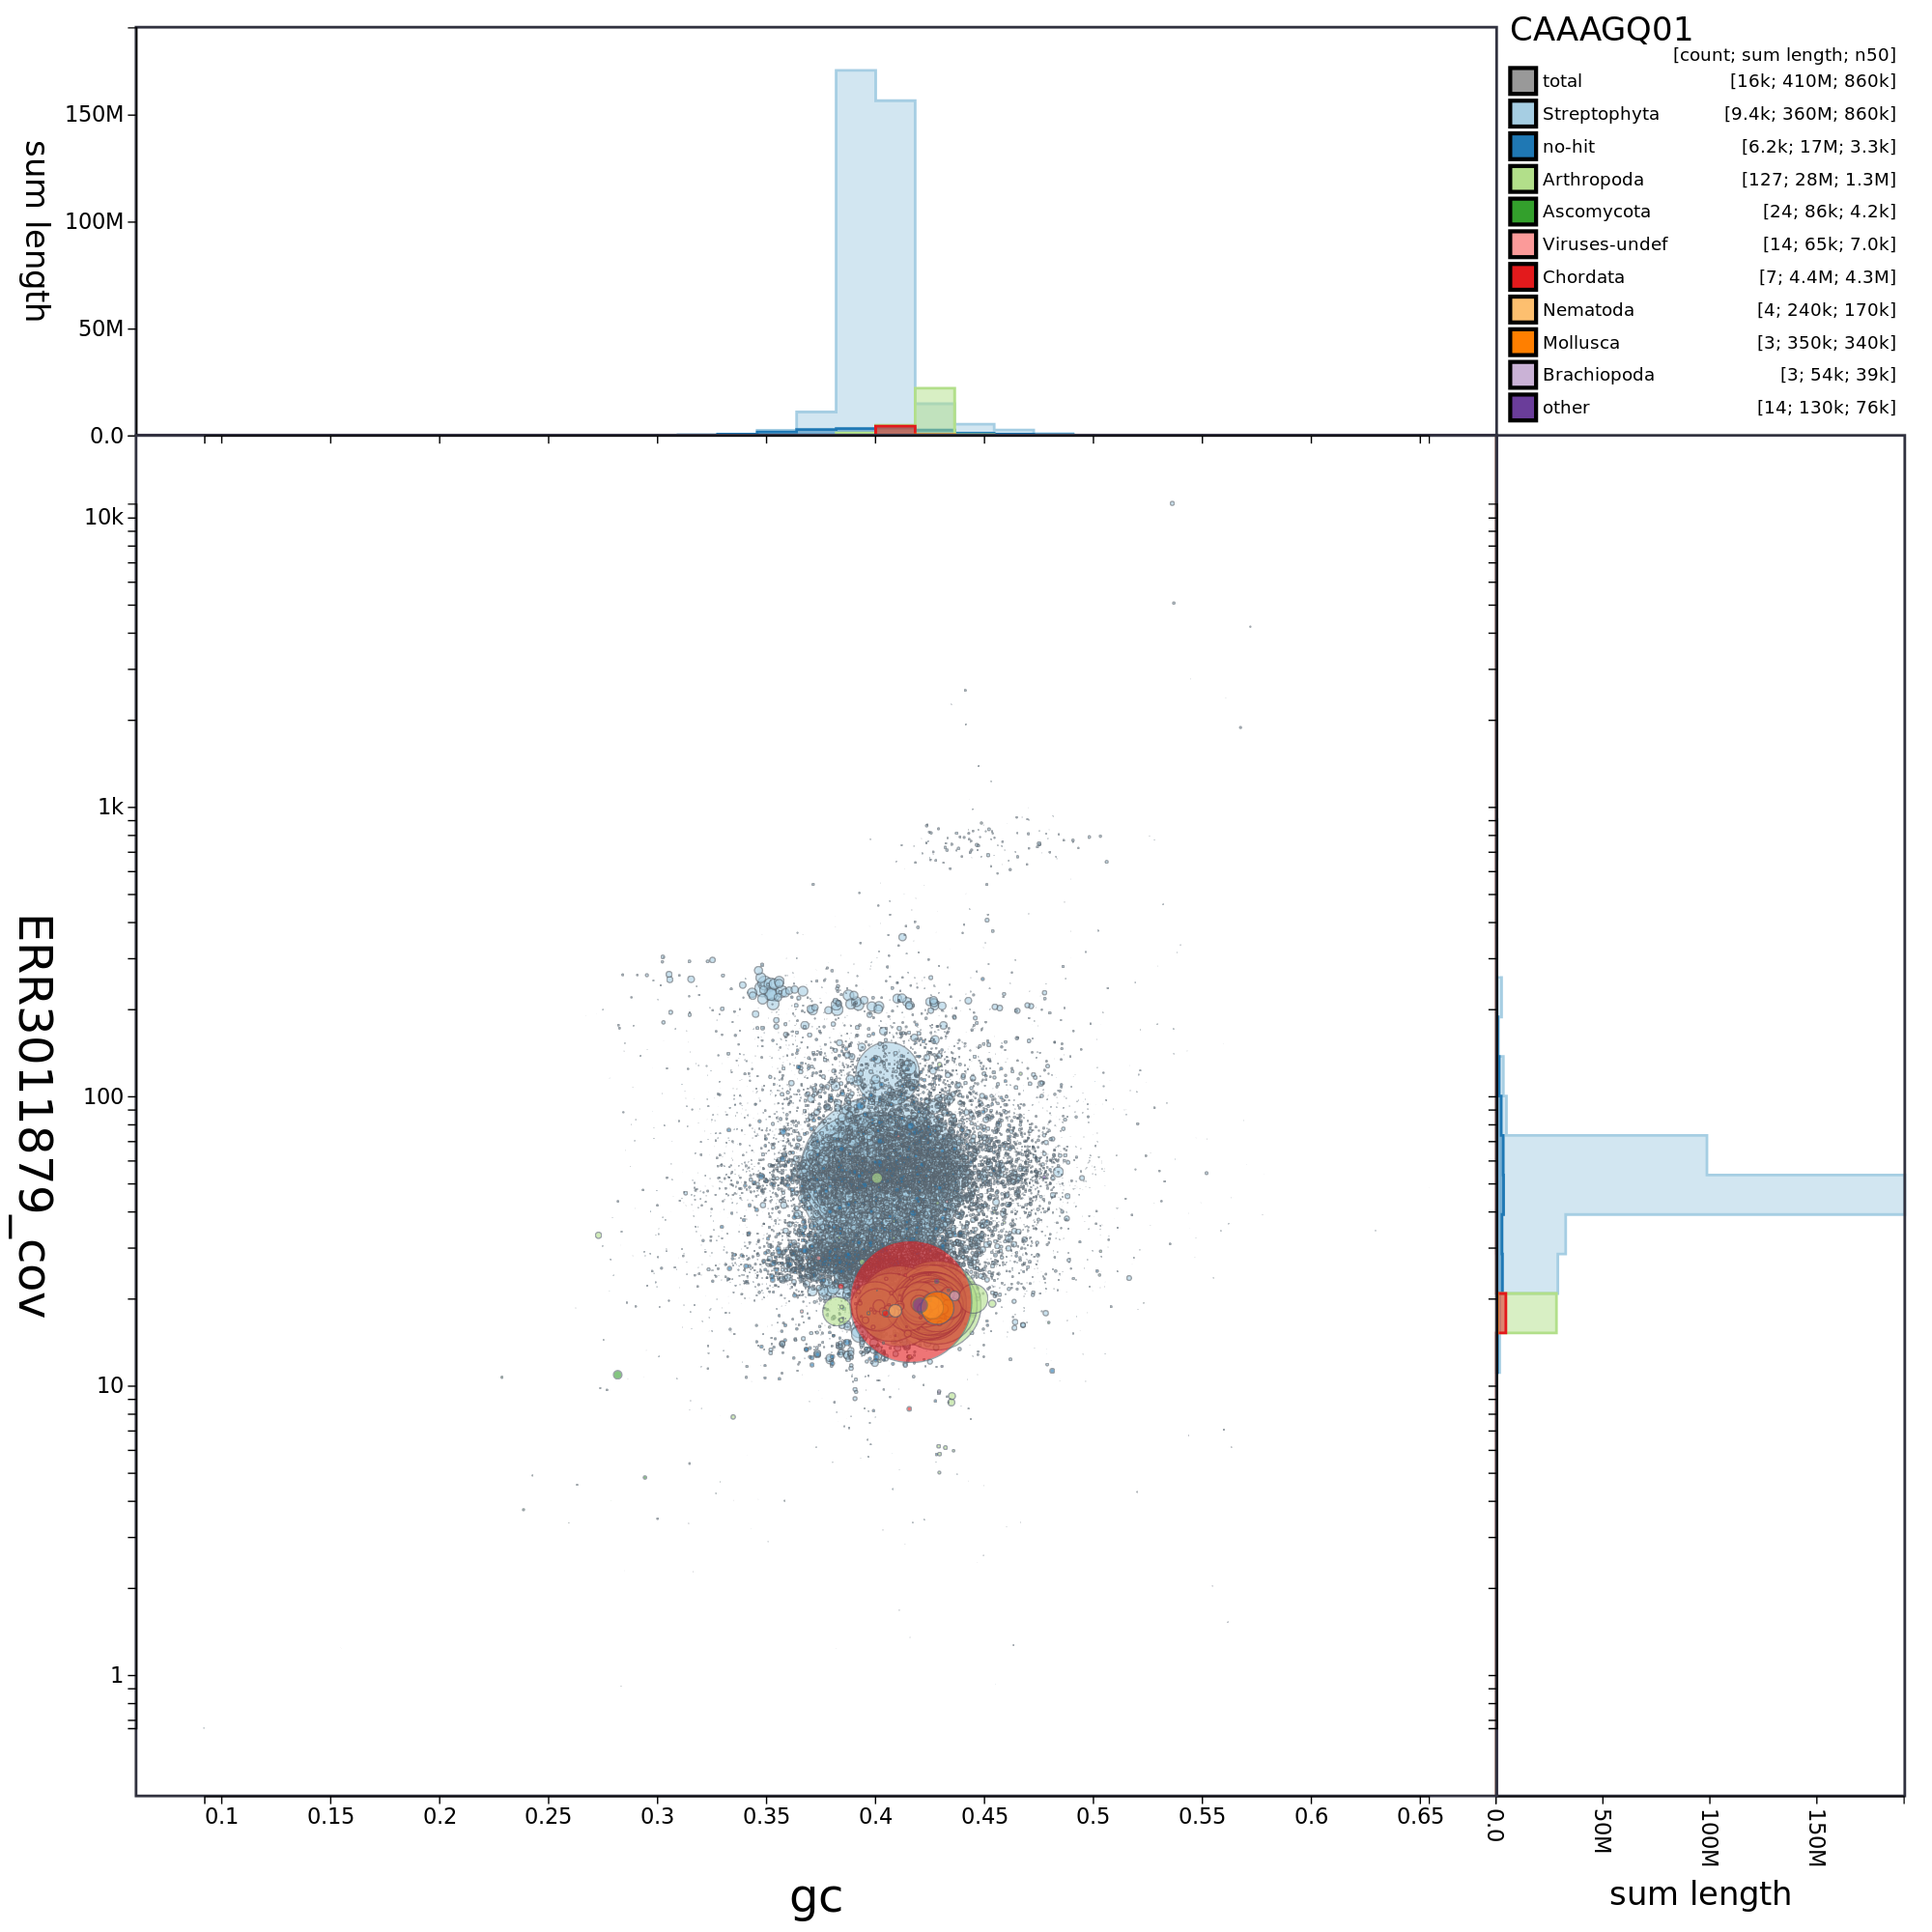 CAAAGQ01
[count; sum length; n50]
total [16k; 410M; 860k]
Streptophyta [9.4k; 360M; 860k]
no-hit [6.2k; 17M; 3.3k]
Arthropoda [127; 28M; 1.3M]
Ascomycota [24; 86k; 4.2k]
Viruses-undef [14; 65k; 7.0k]
Chordata [7; 4.4M; 4.3M]
Nematoda [4; 240k; 170k]
Mollusca [3; 350k; 340k]
Brachiopoda [3; 54k; 39k]
other [14; 130k; 76k]
sum length
150M
100M
50M
0.0
ERR3011879_cov
10k
1k
100
10
1
0.1 0.15 0.2 0.25 0.3 0.35 0.4 0.45 0.5 0.55 0.6 0.65
gc
0.0 50M 100M 150M
sum length